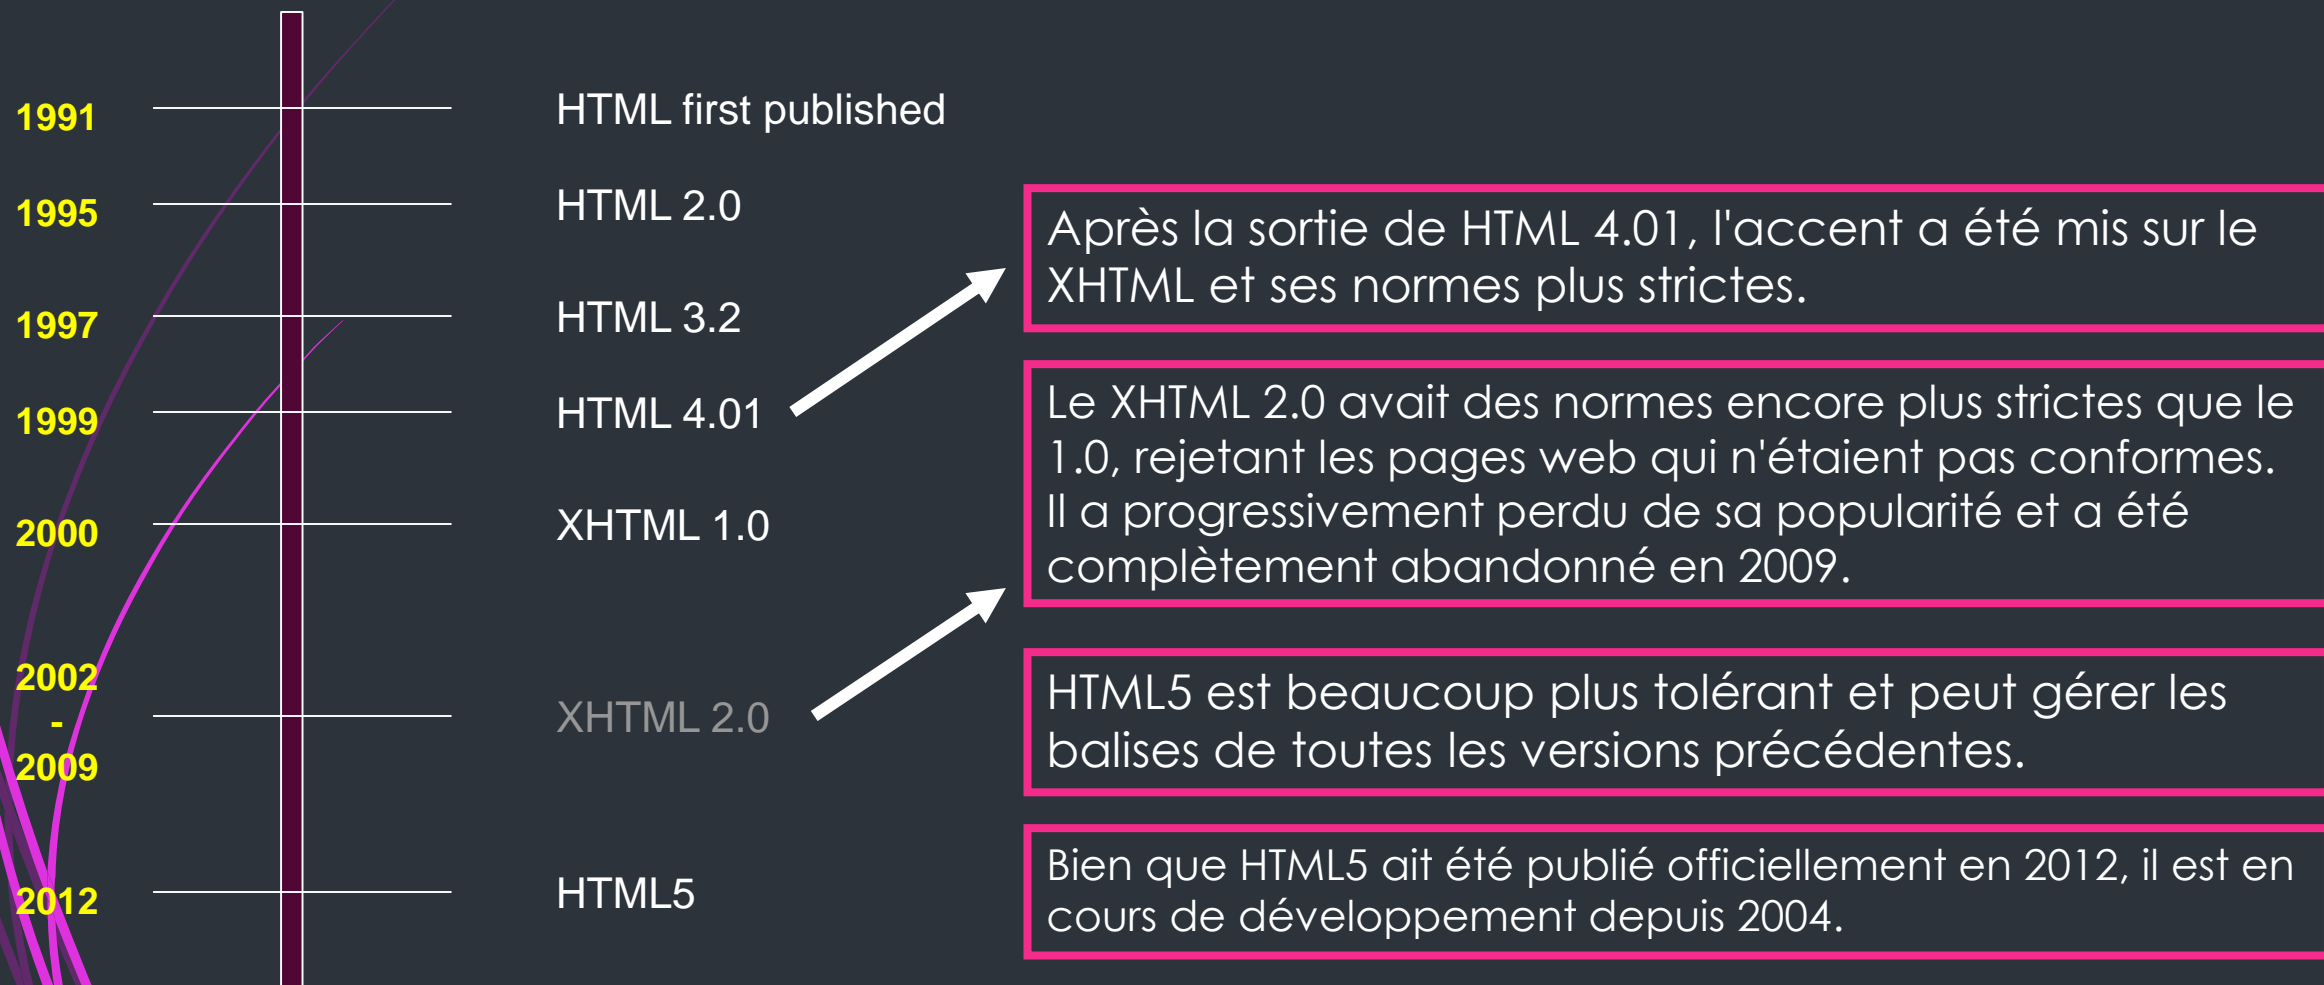 1991
HTML first published
1995
HTML 2.0
1997
HTML 3.2
1999
HTML 4.01
2000
XHTML 1.0
2002
-
2009
XHTML 2.0
2012
HTML5
Après la sortie de HTML 4.01, l'accent a été mis sur le
XHTML et ses normes plus strictes.
Le XHTML 2.0 avait des normes encore plus strictes que le
1.0, rejetant les pages web qui n'étaient pas conformes.
Il a progressivement perdu de sa popularité et a été
complètement abandonné en 2009.
HTML5 est beaucoup plus tolérant et peut gérer les
balises de toutes les versions précédentes.
Bien que HTML5 ait été publié officiellement en 2012, il est en
cours de développement depuis 2004.